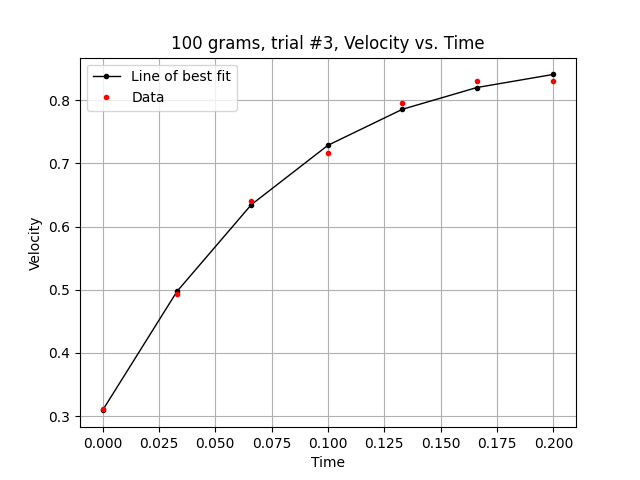 100 grams, trial #3, Velocity vs. Time
Line of best fit
Data
0.8
0.7
0.6
0.5
0.4
0.3
Velocity
0.000 0.025 0.050 0.075 0.100 0.125 0.150 0.175 0.200
Time